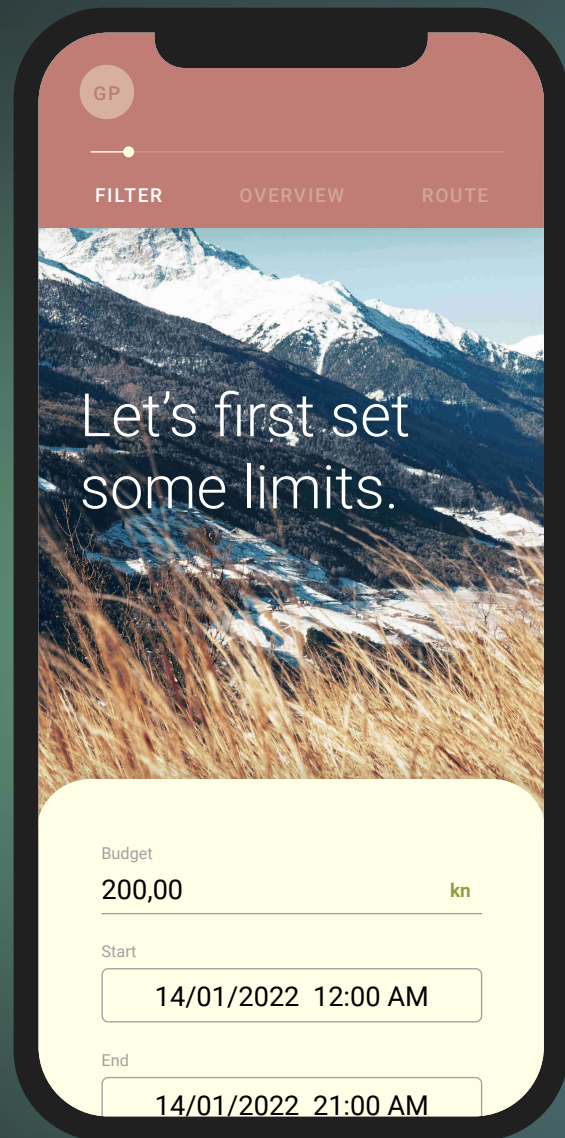 GP
FILTER OVERVIEW ROUTE
Let's first set
some limits.
Budget
200,00 kn
Start
14/01/2022 12:00 AM
End
14/01/2022 21:00 AM